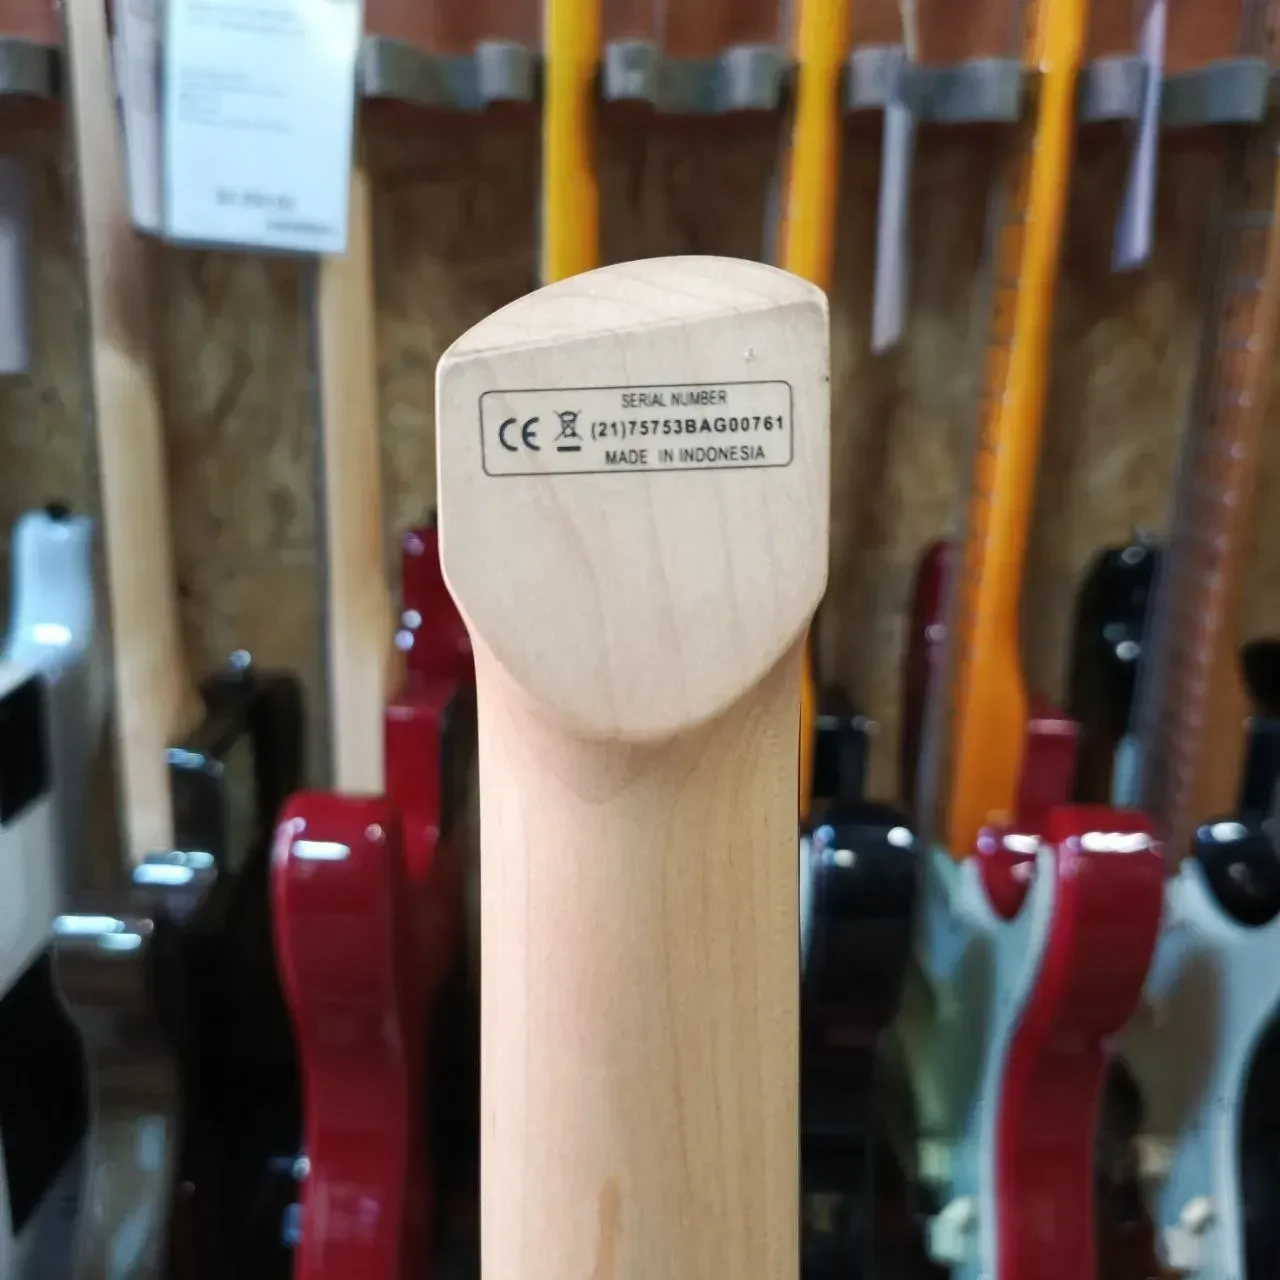 SERIAL NUMBER
CE (21)75753BAG00761
MADE IN INDONESIA